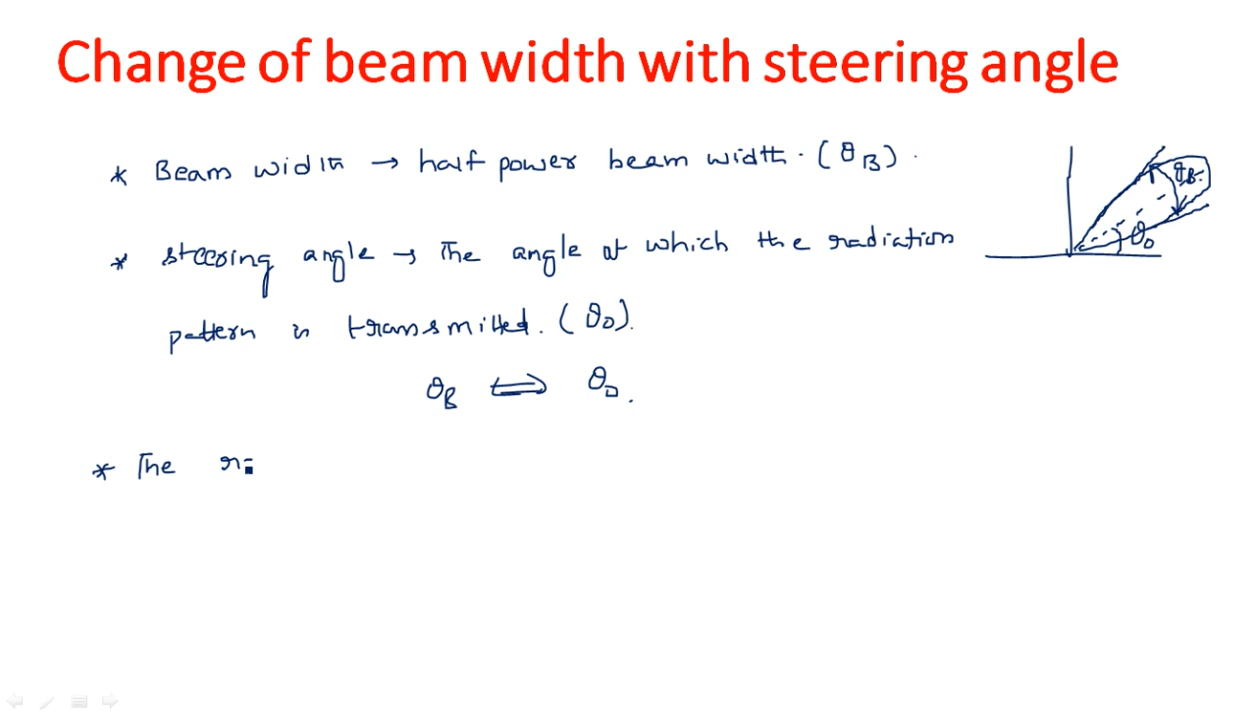 Change of beam width with steering angle
* Beam width → half power beam width. (θB).
θB
* steering angle → The angle at which the radiation
θ0
pattern is transmitted. (θ0).
θB ⟺ θ0.
* The